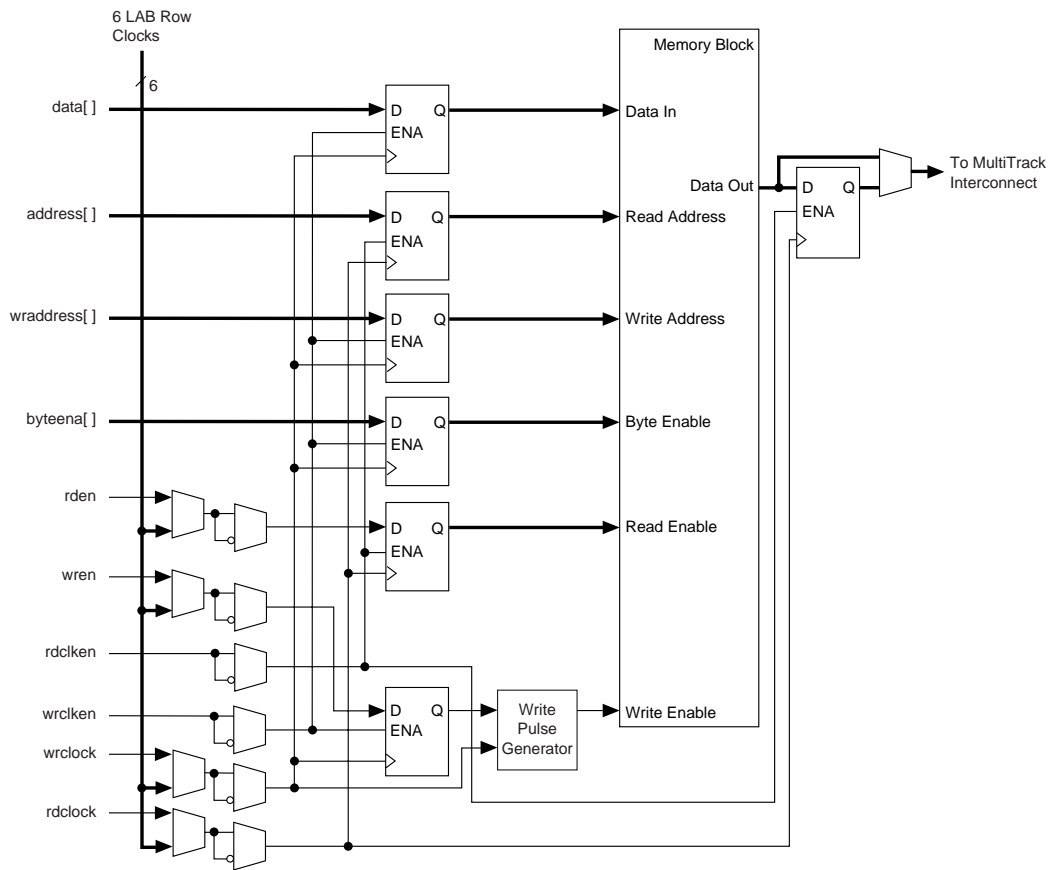 6 LAB Row
Clocks
6
Memory Block
data[ ]
D Q
ENA
Data In
address[ ]
D Q
ENA
Read Address
Data Out
D Q
ENA
To MultiTrack
Interconnect
wraddress[ ]
D Q
ENA
Write Address
byteena[ ]
D Q
ENA
Byte Enable
rden
D Q
ENA
Read Enable
wren
rdclken
wrclken
D Q
ENA
Write
Pulse
Generator
Write Enable
wrclock
rdclock